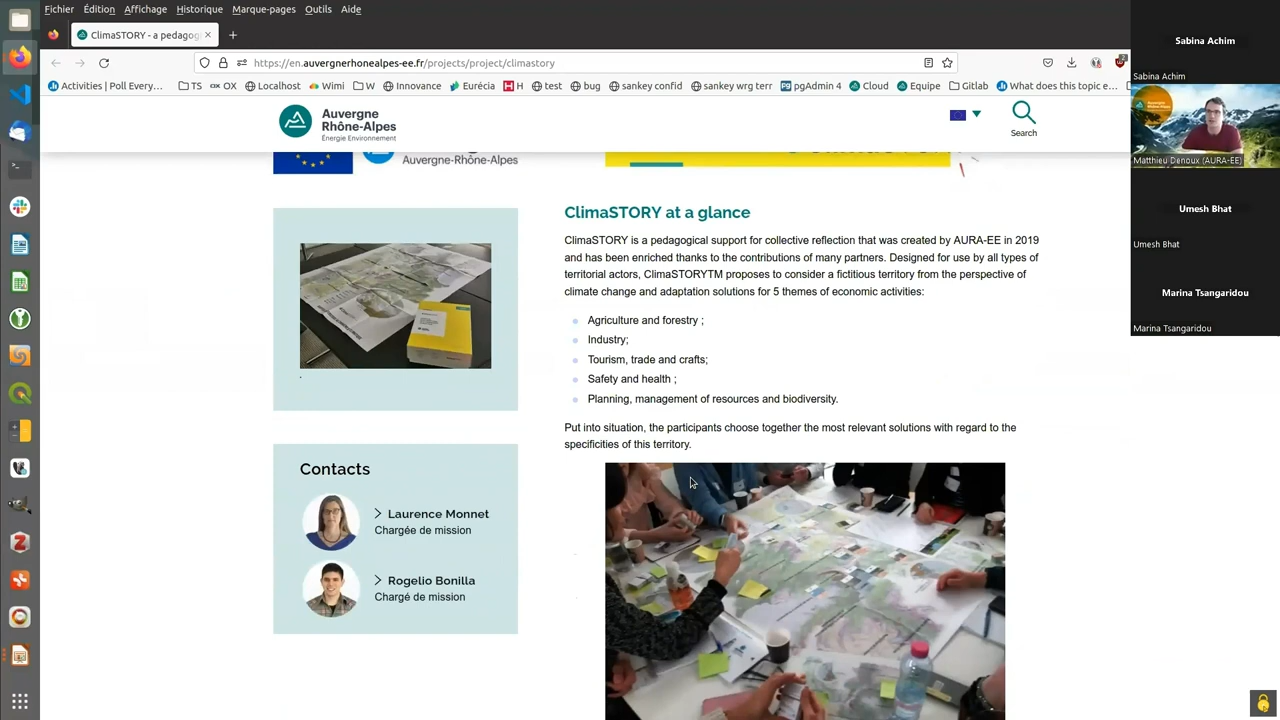 Fichier Édition Affichage Historique Marque-pages Outils Aide
ClimaSTORY - a pedagog
https://en.auvergnerhonealpes-ee.fr/projects/project/climastory
Activities | Poll Every... TS OX Localhost Wimi W Innovance Eurécia H test bug sankey confid sankey wrg terr pgAdmin 4 Cloud Equipe Gitlab What does this topic e...
Auvergne
Rhône-Alpes
Énergie Environnement
Search
Auvergne-Rhône-Alpes
ClimaSTORY at a glance
ClimaSTORY is a pedagogical support for collective reflection that was created by AURA-EE in 2019
and has been enriched thanks to the contributions of many partners. Designed for use by all types of
territorial actors, ClimaSTORYTM proposes to consider a fictitious territory from the perspective of
climate change and adaptation solutions for 5 themes of economic activities:
Agriculture and forestry ;
Industry;
Tourism, trade and crafts;
Safety and health ;
Planning, management of resources and biodiversity.
Put into situation, the participants choose together the most relevant solutions with regard to the
specificities of this territory.
Contacts
Laurence Monnet
Chargée de mission
Rogelio Bonilla
Chargé de mission
Sabina Achim
Sabina Achim
Matthieu Denoux (AURA-EE)
Umesh Bhat
Umesh Bhat
Marina Tsangaridou
Marina Tsangaridou